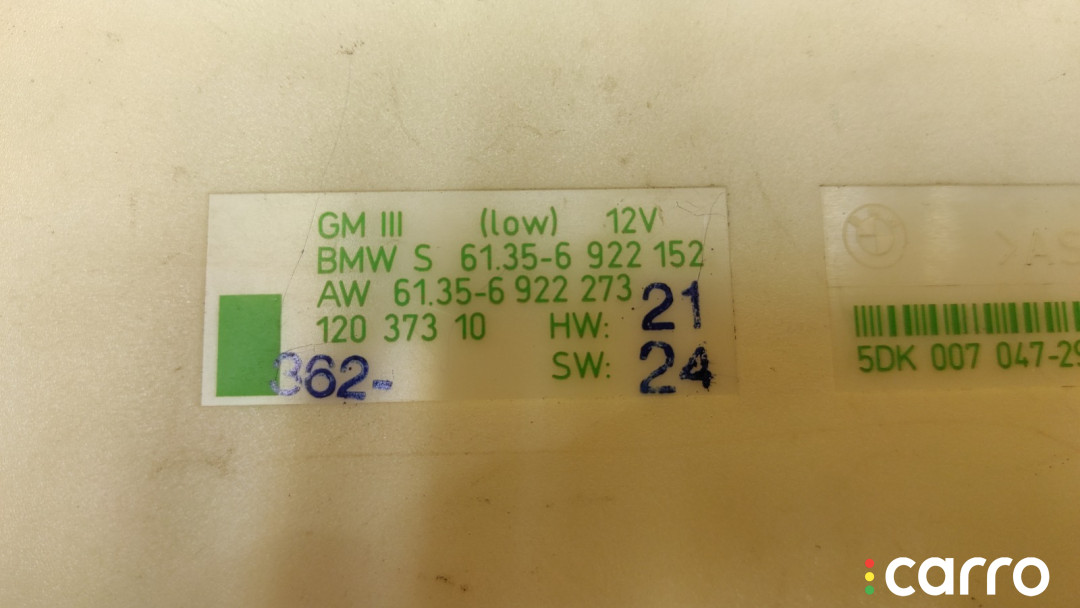 GM III (low) 12V
BMW S 61.35-6 922 152
AW 61.35-6 922 273
120 373 10 HW: 21
362- SW: 24
5DK 007 047-29
carro